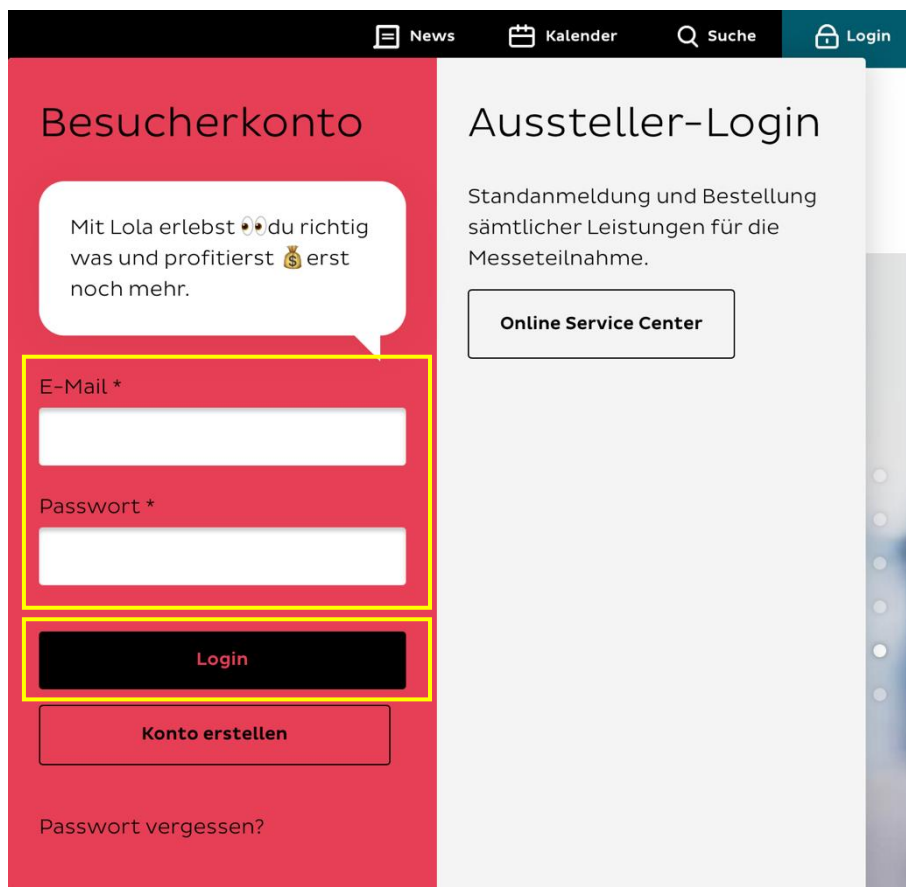 News
Kalender
Suche
Login
Besucherkonto
Mit Lola erlebst 👀du richtig
was und profitierst 💰erst
noch mehr.
E-Mail *
Passwort *
Login
Konto erstellen
Passwort vergessen?
Aussteller-Login
Standanmeldung und Bestellung
sämtlicher Leistungen für die
Messeteilnahme.
Online Service Center